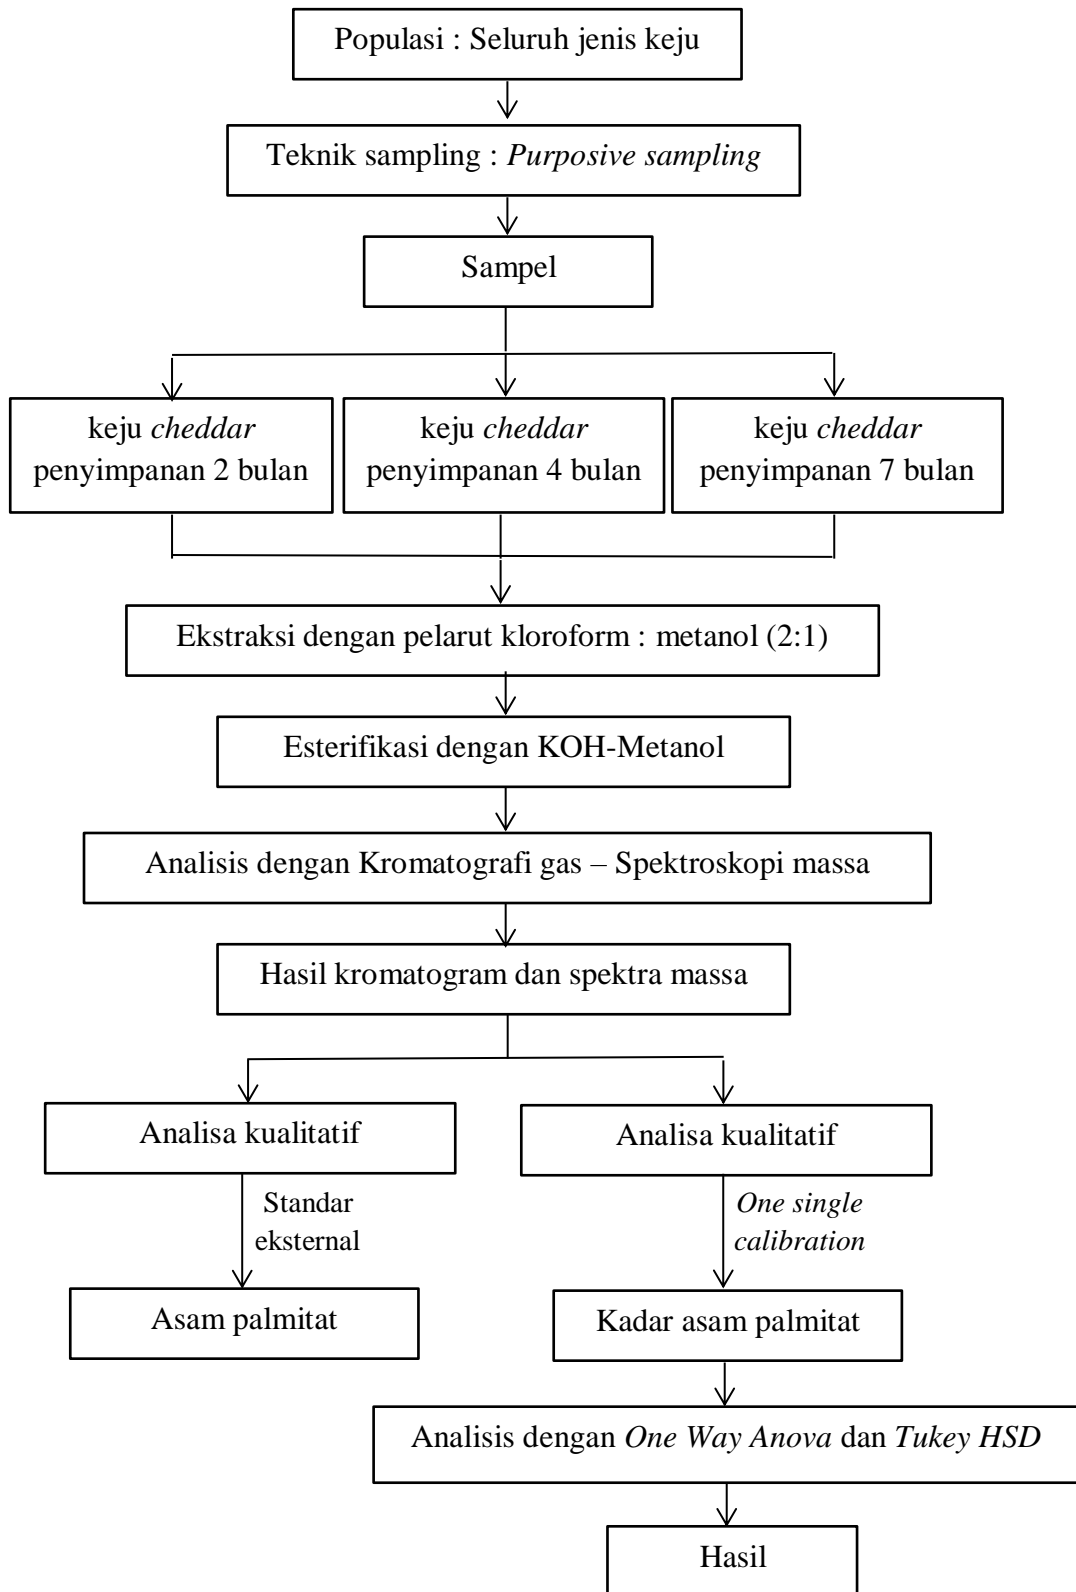 Populasi : Seluruh jenis keju
Teknik sampling : Purposive sampling
Sampel
keju cheddar
penyimpanan 2 bulan
keju cheddar
penyimpanan 4 bulan
keju cheddar
penyimpanan 7 bulan
Ekstraksi dengan pelarut kloroform : metanol (2:1)
Esterifikasi dengan KOH-Metanol
Analisis dengan Kromatografi gas – Spektroskopi massa
Hasil kromatogram dan spektra massa
Analisa kualitatif
Analisa kualitatif
Standar
eksternal
One single
calibration
Asam palmitat
Kadar asam palmitat
Analisis dengan One Way Anova dan Tukey HSD
Hasil